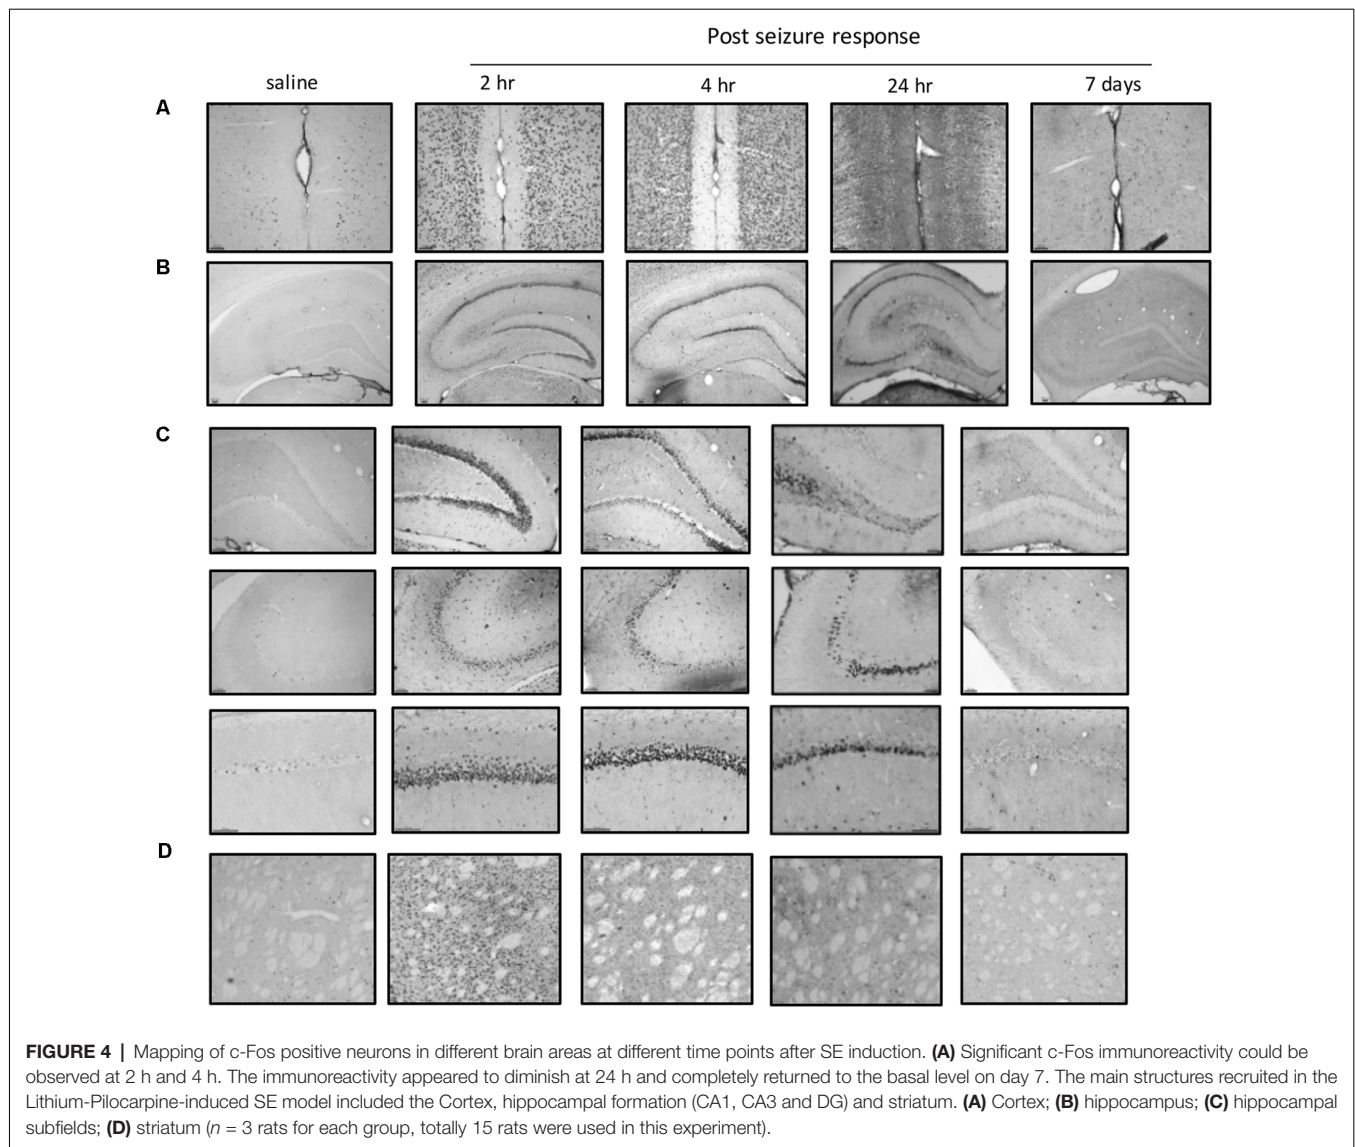 Post seizure response
saline 2 hr 4 hr 24 hr 7 days
A
B
C
D
FIGURE 4 | Mapping of c-Fos positive neurons in different brain areas at different time points after SE induction. (A) Significant c-Fos immunoreactivity could be
observed at 2 h and 4 h. The immunoreactivity appeared to diminish at 24 h and completely returned to the basal level on day 7. The main structures recruited in the
Lithium-Pilocarpine-induced SE model included the Cortex, hippocampal formation (CA1, CA3 and DG) and striatum. (A) Cortex; (B) hippocampus; (C) hippocampal
subfields; (D) striatum (n = 3 rats for each group, totally 15 rats were used in this experiment).